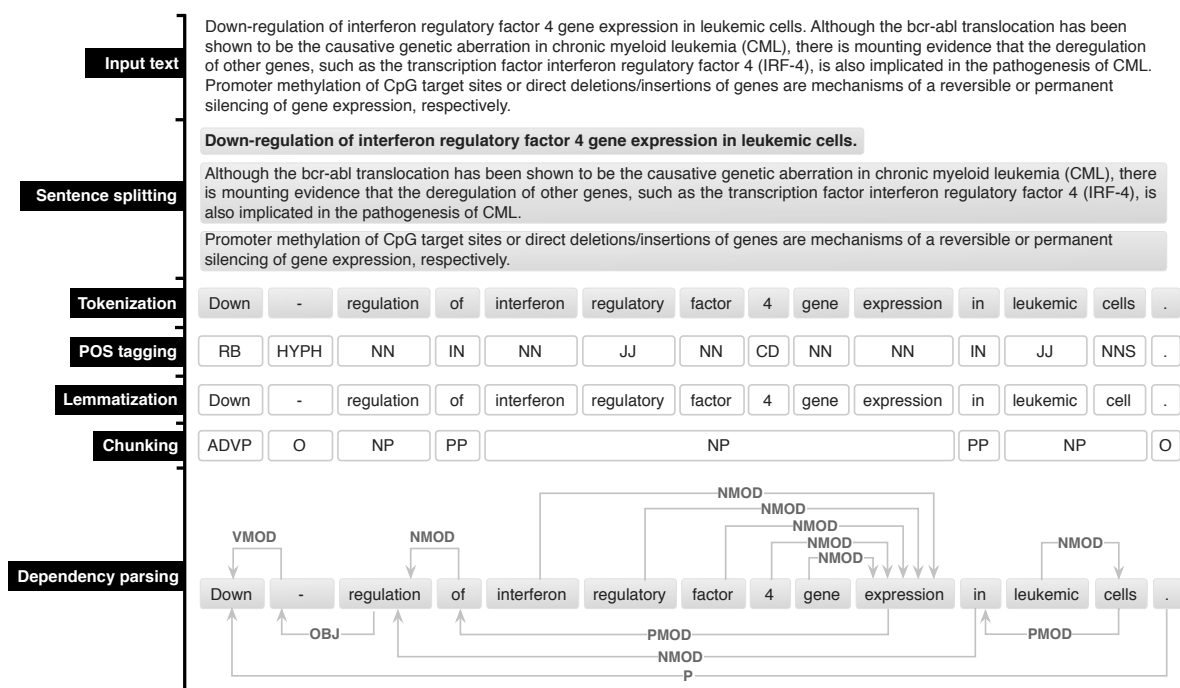 Input text
Down-regulation of interferon regulatory factor 4 gene expression in leukemic cells. Although the bcr-abl translocation has been
shown to be the causative genetic aberration in chronic myeloid leukemia (CML), there is mounting evidence that the deregulation
of other genes, such as the transcription factor interferon regulatory factor 4 (IRF-4), is also implicated in the pathogenesis of CML.
Promoter methylation of CpG target sites or direct deletions/insertions of genes are mechanisms of a reversible or permanent
silencing of gene expression, respectively.
Sentence splitting
Down-regulation of interferon regulatory factor 4 gene expression in leukemic cells.
Although the bcr-abl translocation has been shown to be the causative genetic aberration in chronic myeloid leukemia (CML), there
is mounting evidence that the deregulation of other genes, such as the transcription factor interferon regulatory factor 4 (IRF-4), is
also implicated in the pathogenesis of CML.
Promoter methylation of CpG target sites or direct deletions/insertions of genes are mechanisms of a reversible or permanent
silencing of gene expression, respectively.
Tokenization Down - regulation of interferon regulatory factor 4 gene expression in leukemic cells .
POS tagging RB HYPH NN IN NN JJ NN CD NN NN IN JJ NNS .
Lemmatization Down - regulation of interferon regulatory factor 4 gene expression in leukemic cell .
Chunking ADVP O NP PP NP PP NP O
Dependency parsing
NMOD
NMOD
NMOD
VMOD NMOD NMOD NMOD
NMOD
Down - regulation of interferon regulatory factor 4 gene expression in leukemic cells .
OBJ PMOD PMOD
NMOD
P